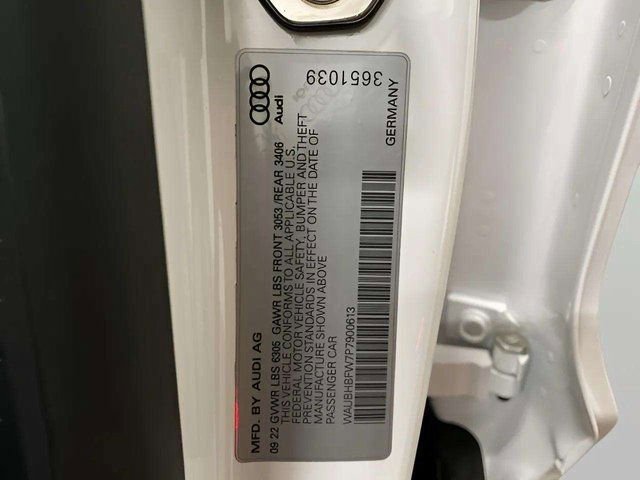 MFD. BY AUDI AG
Audi
09 22 GVWR LBS 6305 GAWR LBS FRONT 3053 /REAR 3406
THIS VEHICLE CONFORMS TO ALL APPLICABLE U.S.
FEDERAL MOTOR VEHICLE SAFETY, BUMPER AND THEFT
PREVENTION STANDARDS IN EFFECT ON THE DATE OF
MANUFACTURE SHOWN ABOVE
PASSENGER CAR
3651039
WAUBHBFW7P7900613
GERMANY